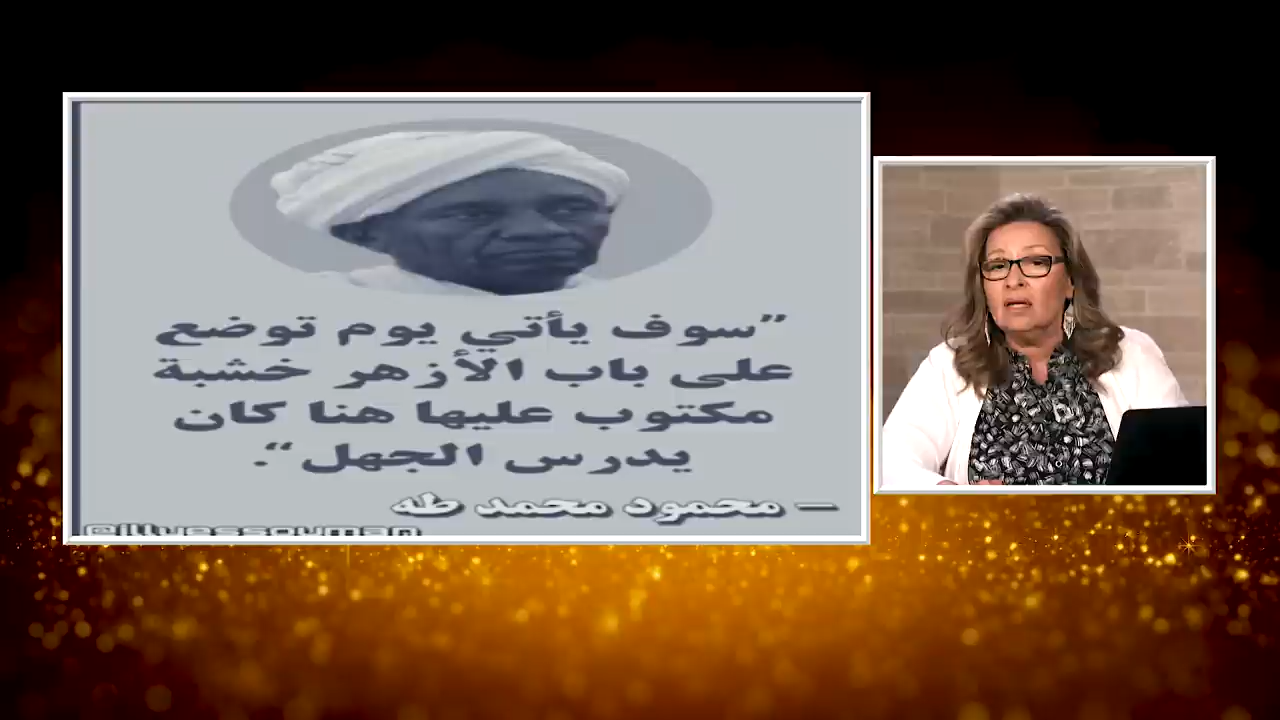 ”سوف يأتي يوم توضع
على باب الأزهر خشبة
مكتوب عليها هنا كان
يدرس الجهل“.
— محمود محمد طه